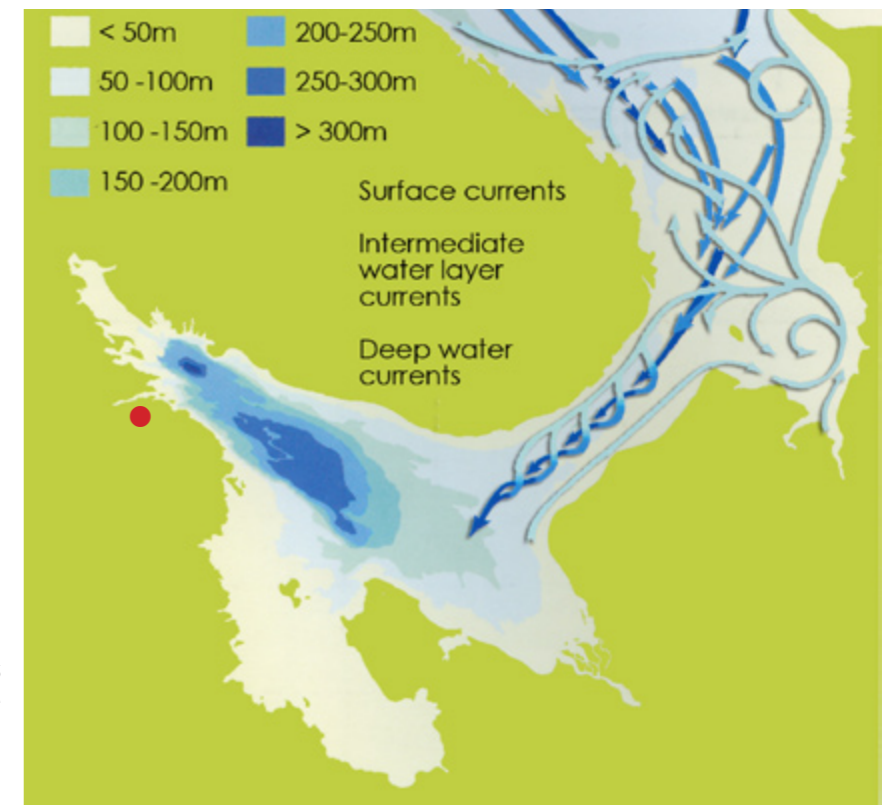 < 50m
50 -100m
100 -150m
150 -200m
200-250m
250-300m
> 300m
Surface currents
Intermediate
water layer
currents
Deep water
currents